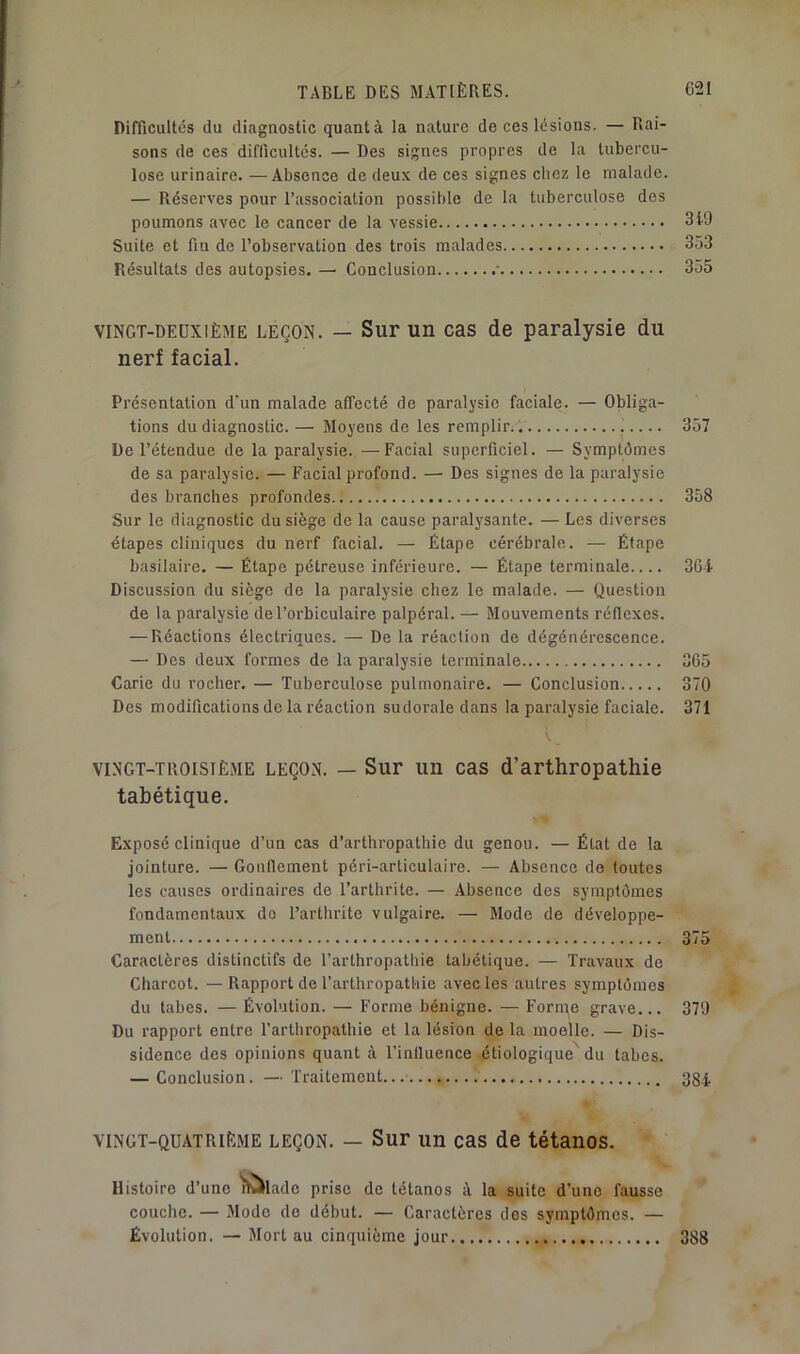 TABLE DES MATIÈRES. 621
Difficultés du diagnostic quant à la nature de ces lésions. — Rai-
sons de ces difficultés. — Des signes propres de la tubercu-
lose urinaire. — Absence de deux de ces signes chez le malade.
— Réserves pour l'association possible de la tuberculose des
poumons avec le cancer de la vessie........................ 349
Suite et fin de l'observation des trois malades................... 353
Résultats des autopsies. — Conclusion............................ 355
VINGT-DEUXIÈME LEÇON. — Sur un cas de paralysie du
nerf facial.
Présentation d'un malade affecté de paralysie faciale. — Obliga-
tions du diagnostic. — Moyens de les remplir.................. 357
De l'étendue de la paralysie. — Facial superficiel. — Symptômes
de sa paralysie. — Facial profond. — Des signes de la paralysie
des branches profondes....................................... 358
Sur le diagnostic du siège de la cause paralysante. — Les diverses
étapes cliniques du nerf facial. — Étape cérébrale. — Étape
basilaire. — Étape pétreuse inférieure. — Étape terminale.... 364
Discussion du siège de la paralysie chez le malade. — Question
de la paralysie de l'orbiculaire palpéral. — Mouvements réflexes.
— Réactions électriques. — De la réaction de dégénérescence.
— Des deux formes de la paralysie terminale................. 365
Carie du rocher. — Tuberculose pulmonaire. — Conclusion..... 370
Des modifications de la réaction sudorale dans la paralysie faciale. 371
VINGT-TROISIÈME LEÇON. — Sur un cas d'arthropathie
tabétique.
Exposé clinique d'un cas d'arthropathie du genou. — État de la
jointure. — Gonflement péri-articulaire. — Absence de toutes
les causes ordinaires de l'arthrite. — Absence des symptômes
fondamentaux de l'arthrite vulgaire. — Mode de développe-
ment......................................................... 375
Caractères distinctifs de l'arthropathie tabétique. — Travaux de
Charcot. — Rapport de l'arthropathie avec les autres symptômes
du tabes. — Évolution. — Forme bénigne. — Forme grave... 379
Du rapport entre l'arthropathie et la lésion de la moelle. — Dis-
sidence des opinions quant à l'influence étiologique du tabes.
— Conclusion. — Traitement................................. 384
VINGT-QUATRIÈME LEÇON. — Sur un cas de tétanos.
Histoire d'une malade prise de tétanos à la suite d'une fausse
couche. — Mode de début. — Caractères des symptômes. —
Évolution. — Mort au cinquième jour......................... 388